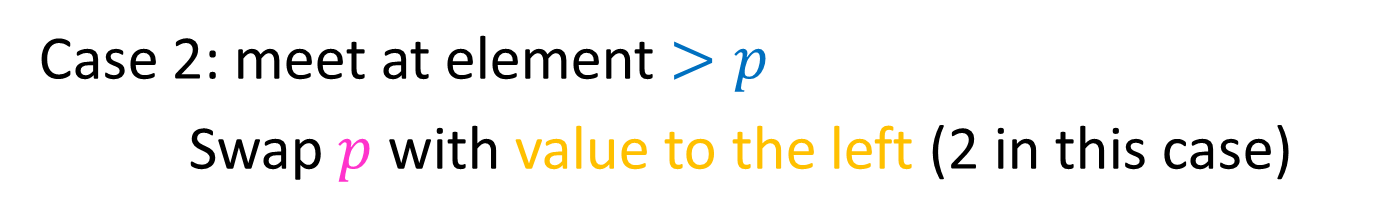 Case 2: meet at element > p
Swap p with value to the left (2 in this case)